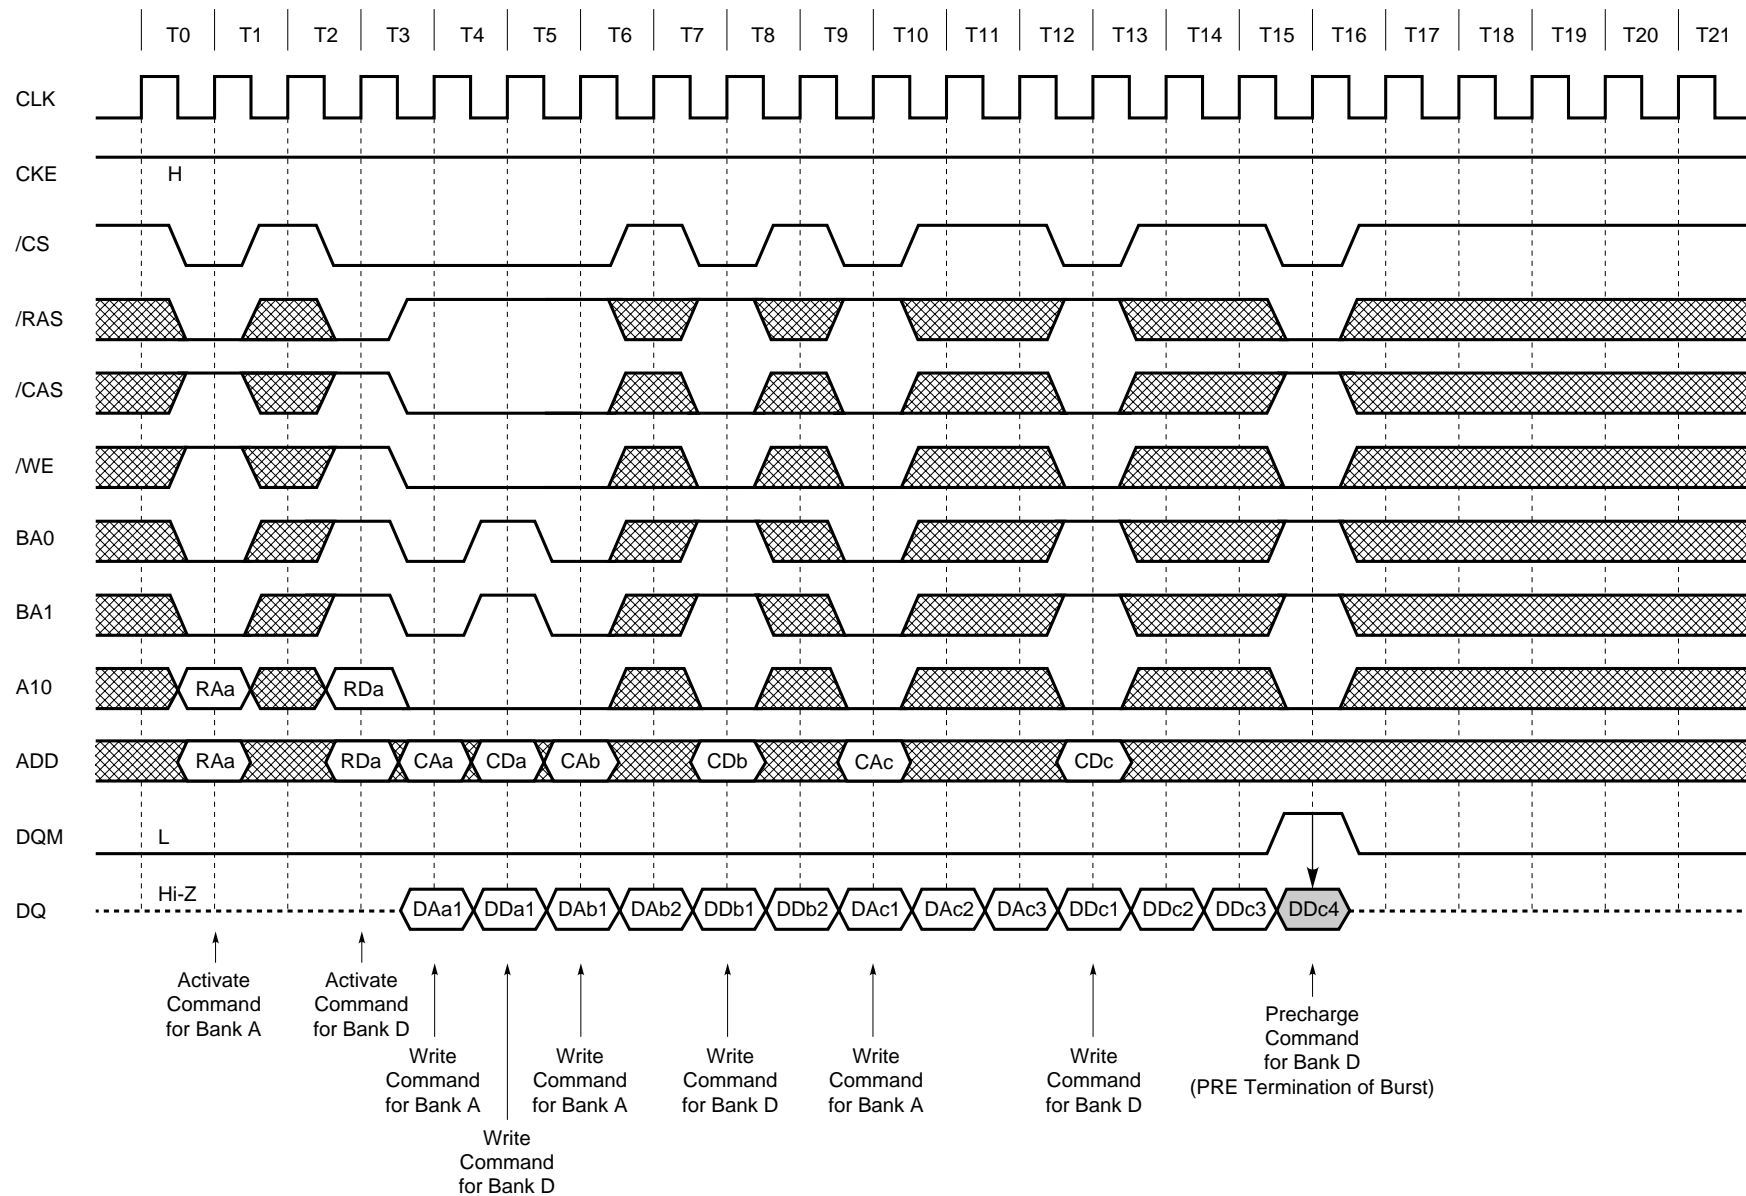 T0 T1 T2 T3 T4 T5 T6 T7 T8 T9 T10 T11 T12 T13 T14 T15 T16 T17 T18 T19 T20 T21
CLK
CKE H
/CS
/RAS
/CAS
/WE
BA0
BA1
A10 RAa RDa
ADD RAa RDa CAa CDa CAb CDb CAc CDc
DQM L
DQ Hi-Z DAa1 DDa1 DAb1 DAb2 DDb1 DDb2 DAc1 DAc2 DAc3 DDc1 DDc2 DDc3 DDc4
Activate
Command
for Bank A
Activate
Command
for Bank D
Write
Command
for Bank A
Write
Command
for Bank D
Write
Command
for Bank A
Write
Command
for Bank D
Write
Command
for Bank A
Write
Command
for Bank D
Precharge
Command
for Bank D
(PRE Termination of Burst)